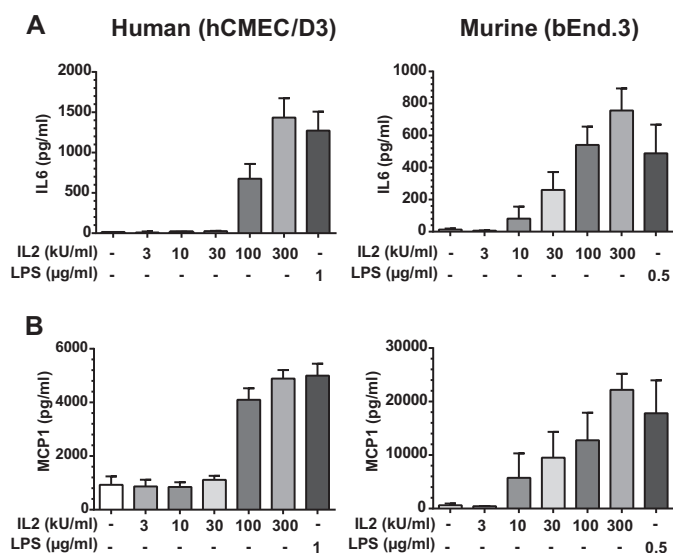 A
Human (hCMEC/D3)
Murine (bEnd.3)
IL6 (pg/ml)
2000
1500
1000
500
0
IL2 (kU/ml) - 3 10 30 100 300 -
LPS (µg/ml) - - - - - - 1
IL6 (pg/ml)
1000
800
600
400
200
0
IL2 (kU/ml) - 3 10 30 100 300 -
LPS (µg/ml) - - - - - - 0.5
B
MCP1 (pg/ml)
6000
4000
2000
0
IL2 (kU/ml) - 3 10 30 100 300 -
LPS (µg/ml) - - - - - - 1
MCP1 (pg/ml)
30000
20000
10000
0
IL2 (kU/ml) - 3 10 30 100 300 -
LPS (µg/ml) - - - - - - 0.5